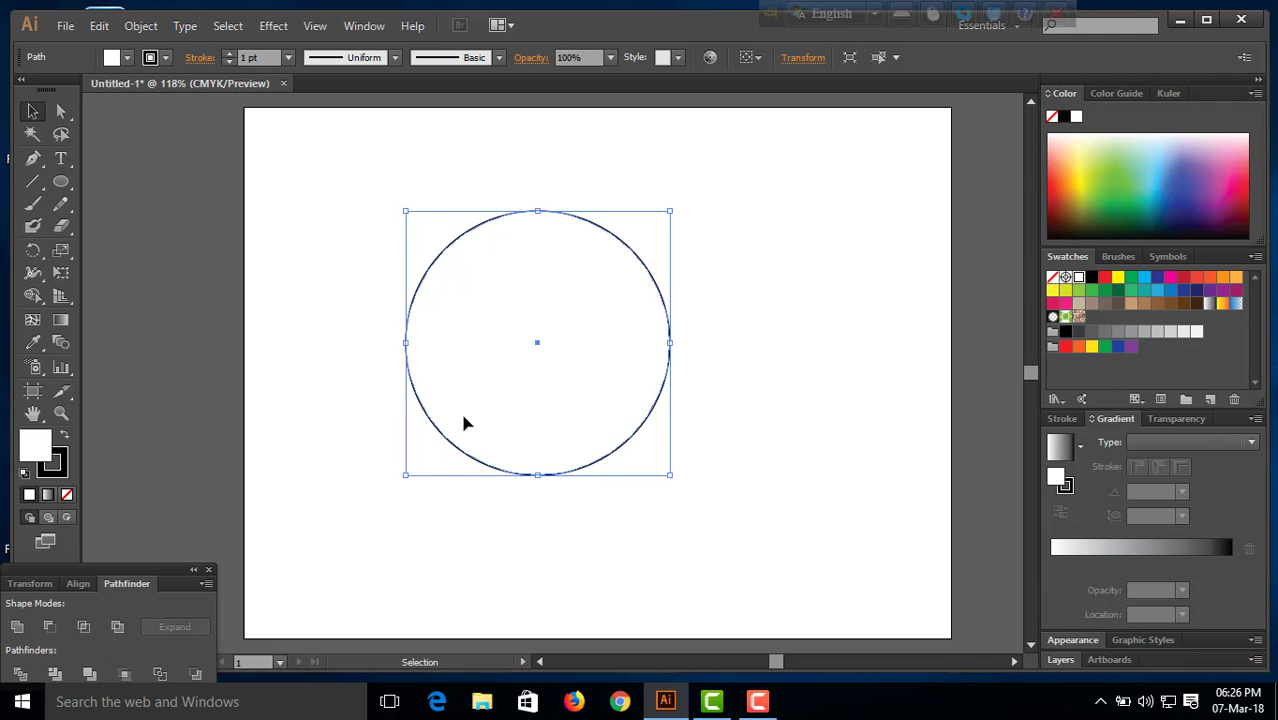 English
Ai File Edit Object Type Select Effect View Window Help Br Essentials
Path Stroke: 1 pt Uniform Basic Opacity: 100% Style: Transform
Untitled-1* @ 118% (CMYK/Preview)
Color Color Guide Kuler
Swatches Brushes Symbols
Stroke Gradient Transparency
Type:
Stroke:
Opacity:
Location:
Transform Align Pathfinder
Shape Modes:
Expand
Pathfinders:
Appearance Graphic Styles
1 Selection
Layers Artboards
Search the web and Windows
Ai
06:26 PM
07-Mar-18